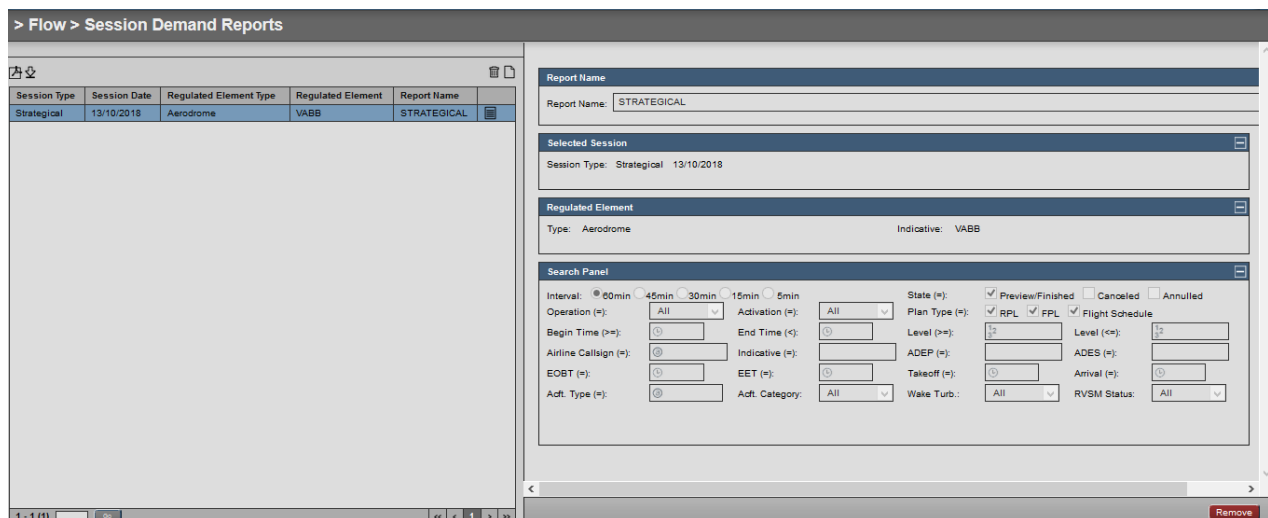 > Flow > Session Demand Reports
Session Type Session Date Regulated Element Type Regulated Element Report Name
Strategical 13/10/2018 Aerodrome VABB STRATEGICAL
1 - 1 (1) « < 1 > »
Report Name
Report Name: STRATEGICAL
Selected Session
Session Type: Strategical 13/10/2018
Regulated Element
Type: Aerodrome Indicative: VABB
Search Panel
Interval: 60min 45min 30min 15min 5min State (=): Preview/Finished Canceled Annulled
Operation (=): All Activation (=): All Plan Type (=): RPL FPL Flight Schedule
Begin Time (>=): End Time (<): Level (>=): Level (<=):
Airline Callsign (=): Indicative (=): ADEP (=): ADES (=):
EOBT (=): EET (=): Takeoff (=): Arrival (=):
Acft. Type (=): Acft. Category: All Wake Turb.: All RVSM Status: All
Remove